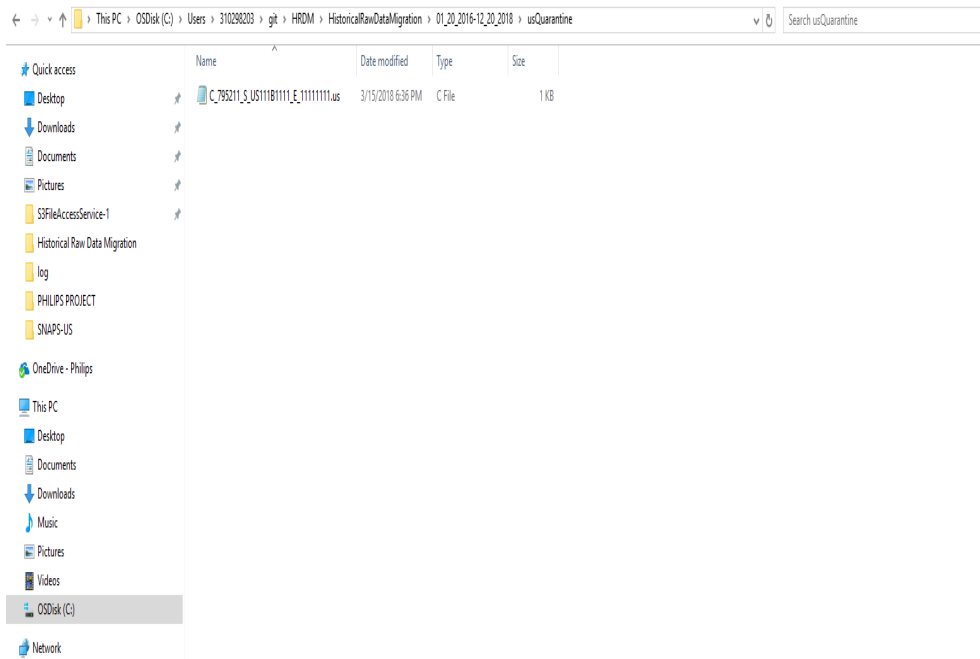 This PC > OSDisk (C:) > Users > 310298203 > git > HRDM > HistoricalRawDataMigration > 01_20_2016-12_20_2018 > usQuarantine
Search usQuarantine
Name Date modified Type Size
C_795211_S_US111B1111_E_11111111.us 3/15/2018 6:36 PM C File 1 KB
Quick access
Desktop
Downloads
Documents
Pictures
S3FileAccessService-1
Historical Raw Data Migration
log
PHILIPS PROJECT
SNAPS-US
OneDrive - Philips
This PC
Desktop
Documents
Downloads
Music
Pictures
Videos
OSDisk (C:)
Network